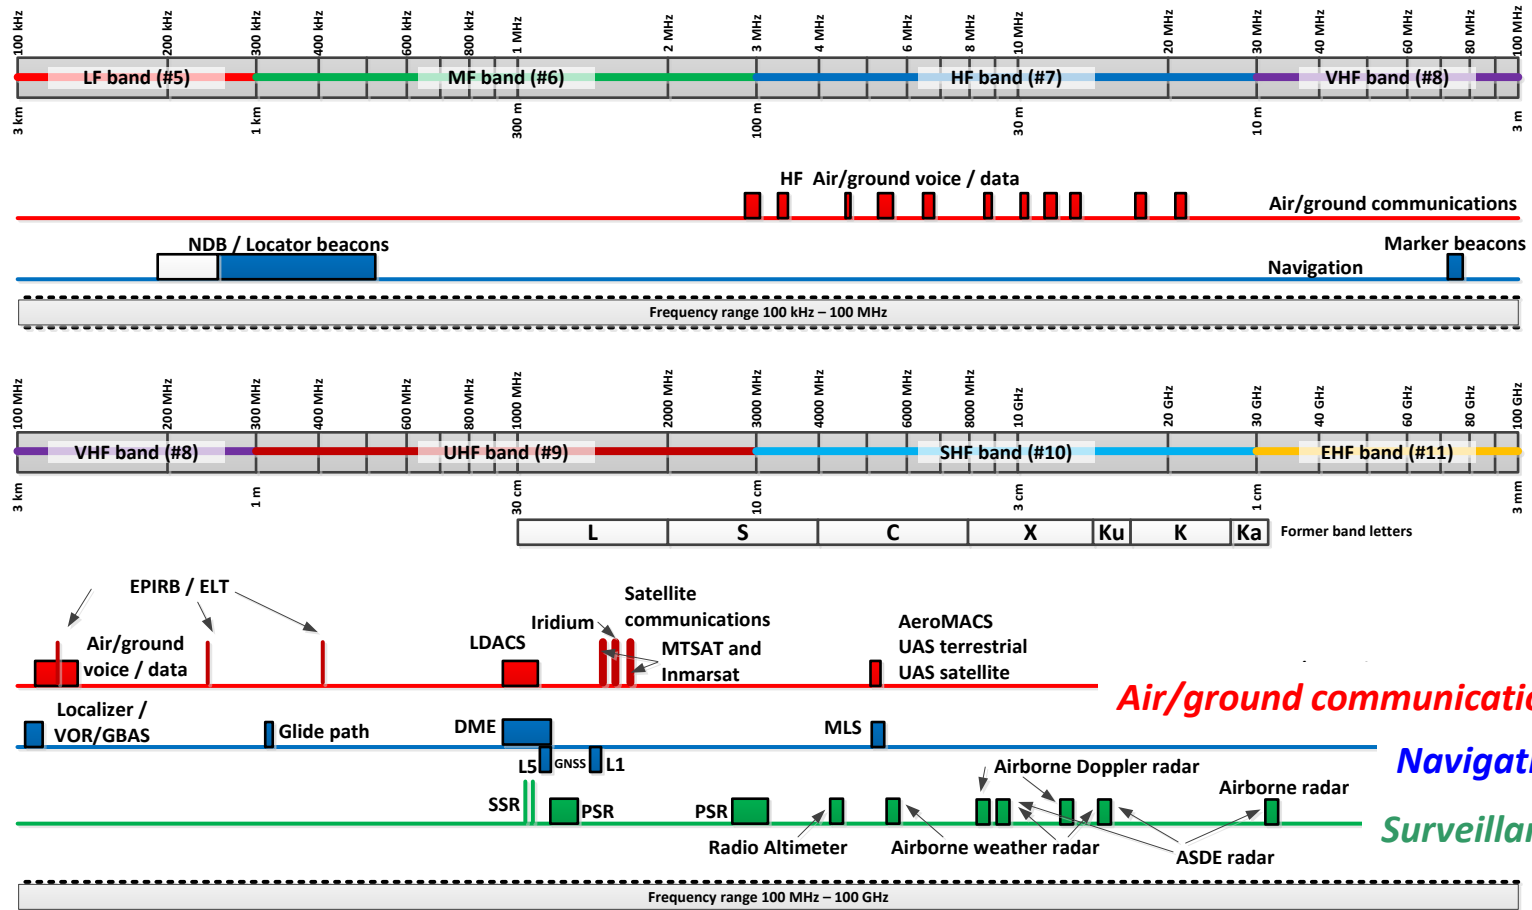 100 kHz 200 kHz 300 kHz 400 kHz 600 kHz 800 kHz 1 MHz 2 MHz 3 MHz 4 MHz 6 MHz 8 MHz 10 MHz 20 MHz 30 MHz 40 MHz 60 MHz 80 MHz 100 MHz
LF band (#5) MF band (#6) HF band (#7) VHF band (#8)
3 km 1 km 300 m 100 m 30 m 10 m 3 m
HF Air/ground voice / data
Air/ground communications
NDB / Locator beacons
Marker beacons
Navigation
Frequency range 100 kHz – 100 MHz
100 MHz 200 MHz 300 MHz 400 MHz 600 MHz 800 MHz 1000 MHz 2000 MHz 3000 MHz 4000 MHz 6000 MHz 8000 MHz 10 GHz 20 GHz 30 GHz 40 GHz 60 GHz 80 GHz 100 GHz
VHF band (#8) UHF band (#9) SHF band (#10) EHF band (#11)
3 km 1 m 30 cm 10 cm 3 cm 1 cm 3 mm
L S C X Ku K Ka Former band letters
EPIRB / ELT
Air/ground
voice / data
LDACS
Iridium
Satellite
communications
MTSAT and
Inmarsat
AeroMACS
UAS terrestrial
UAS satellite
Air/ground communicatio
Localizer /
VOR/GBAS
Glide path
DME
MLS
L5 GNSS L1
Navigati
SSR
PSR
PSR
Airborne Doppler radar
Airborne radar
Surveillan
Radio Altimeter
Airborne weather radar
ASDE radar
Frequency range 100 MHz – 100 GHz